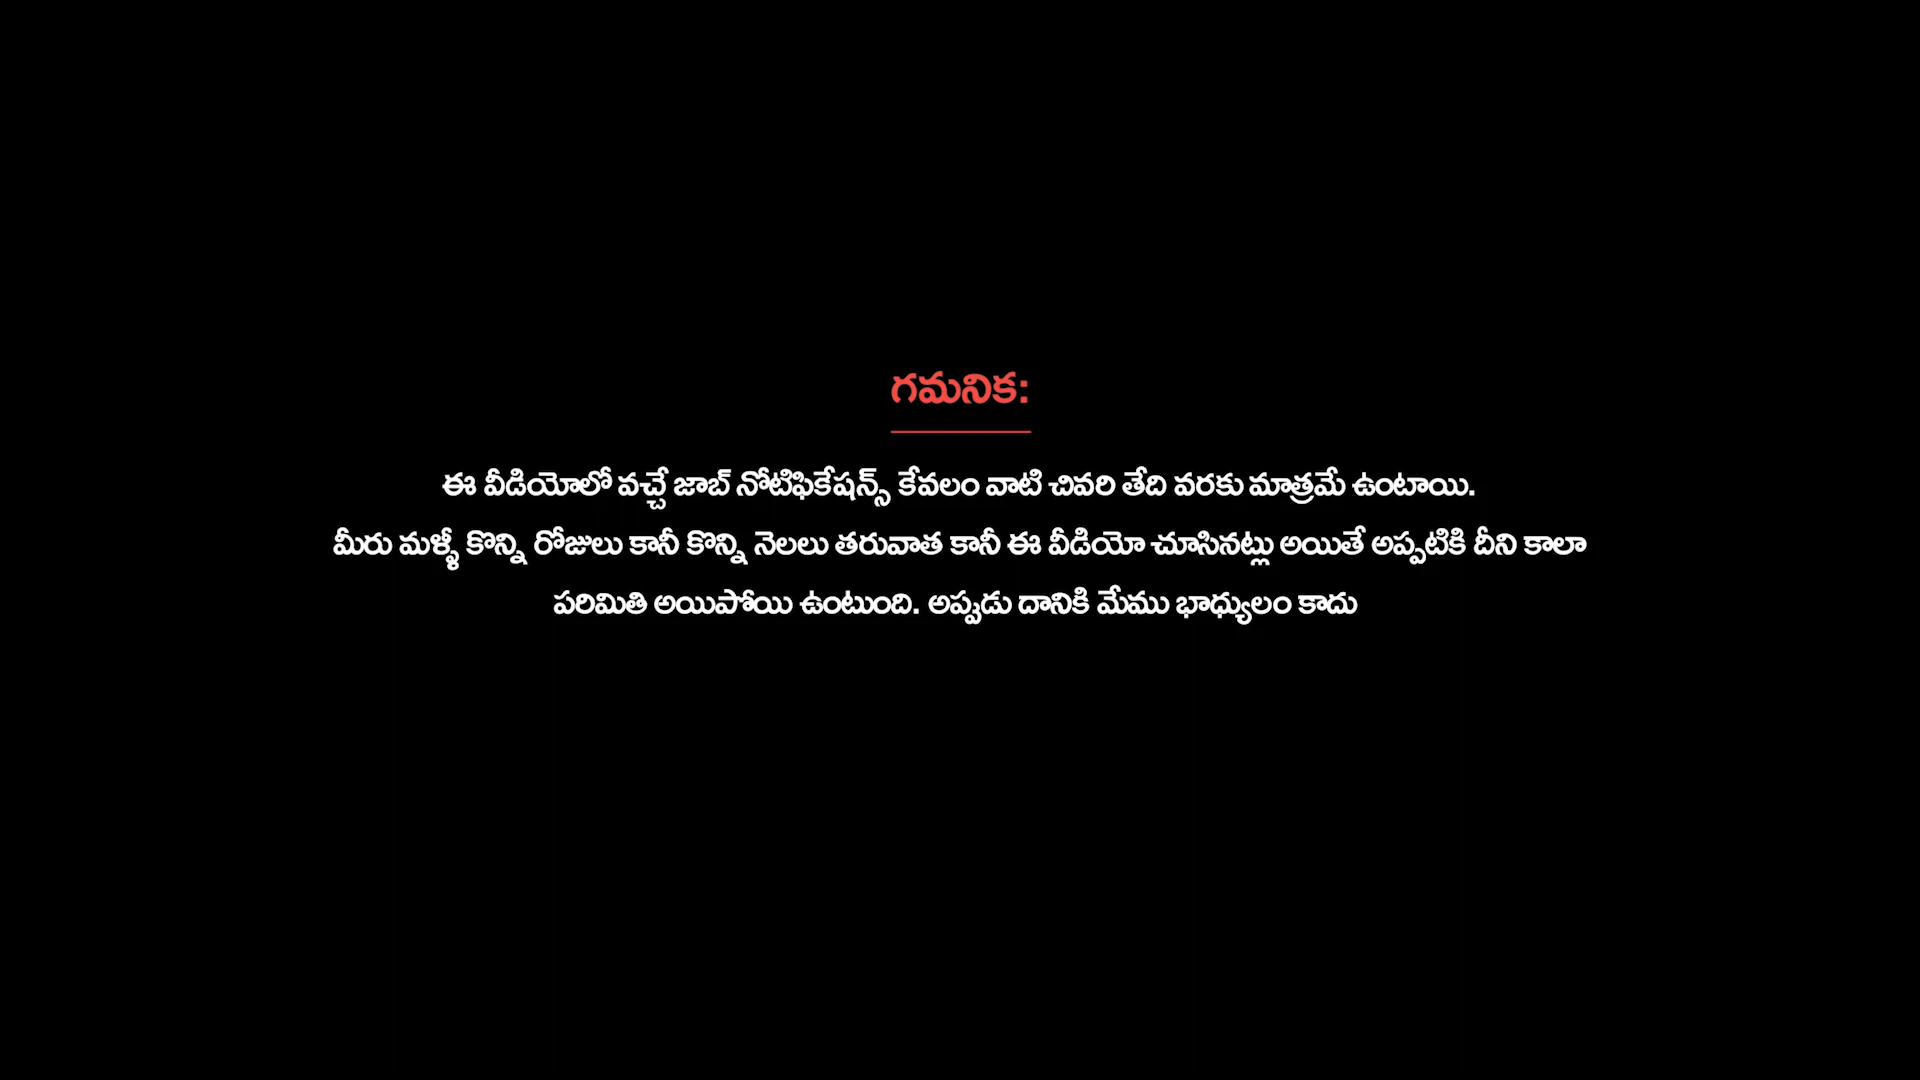 గమనిక:
ఈ వీడియోలో వచ్చే జాబ్ నోటిఫికేషన్స్ కేవలం వాటి చివరి తేది వరకు మాత్రమే ఉంటాయి.
మీరు మళ్ళీ కొన్ని రోజులు కానీ కొన్ని నెలలు తరువాత కానీ ఈ వీడియో చూసినట్లు అయితే అప్పటికి దీని కాలా
పరిమితి అయిపోయి ఉంటుంది. అప్పుడు దానికి మేము భాధ్యులం కాదు